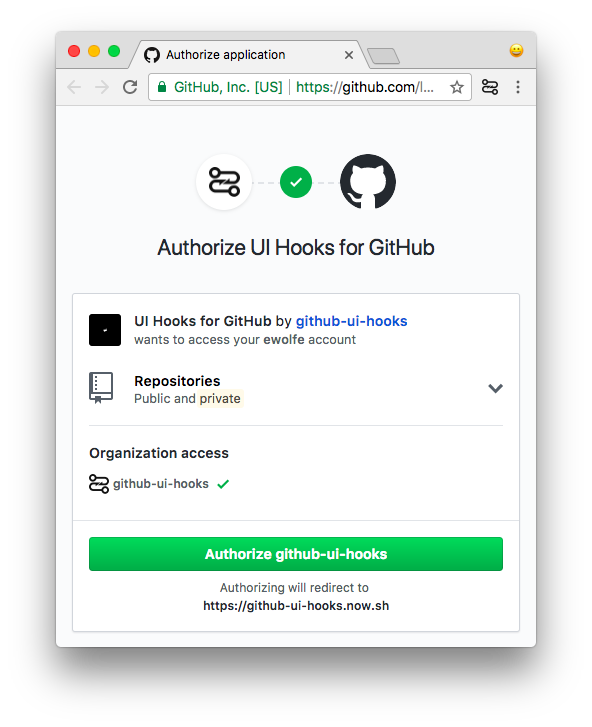 Authorize application
GitHub, Inc. [US] https://github.com/l...
Authorize UI Hooks for GitHub
UI Hooks for GitHub by github-ui-hooks
wants to access your ewolfe account
Repositories
Public and private
Organization access
github-ui-hooks
Authorize github-ui-hooks
Authorizing will redirect to
https://github-ui-hooks.now.sh